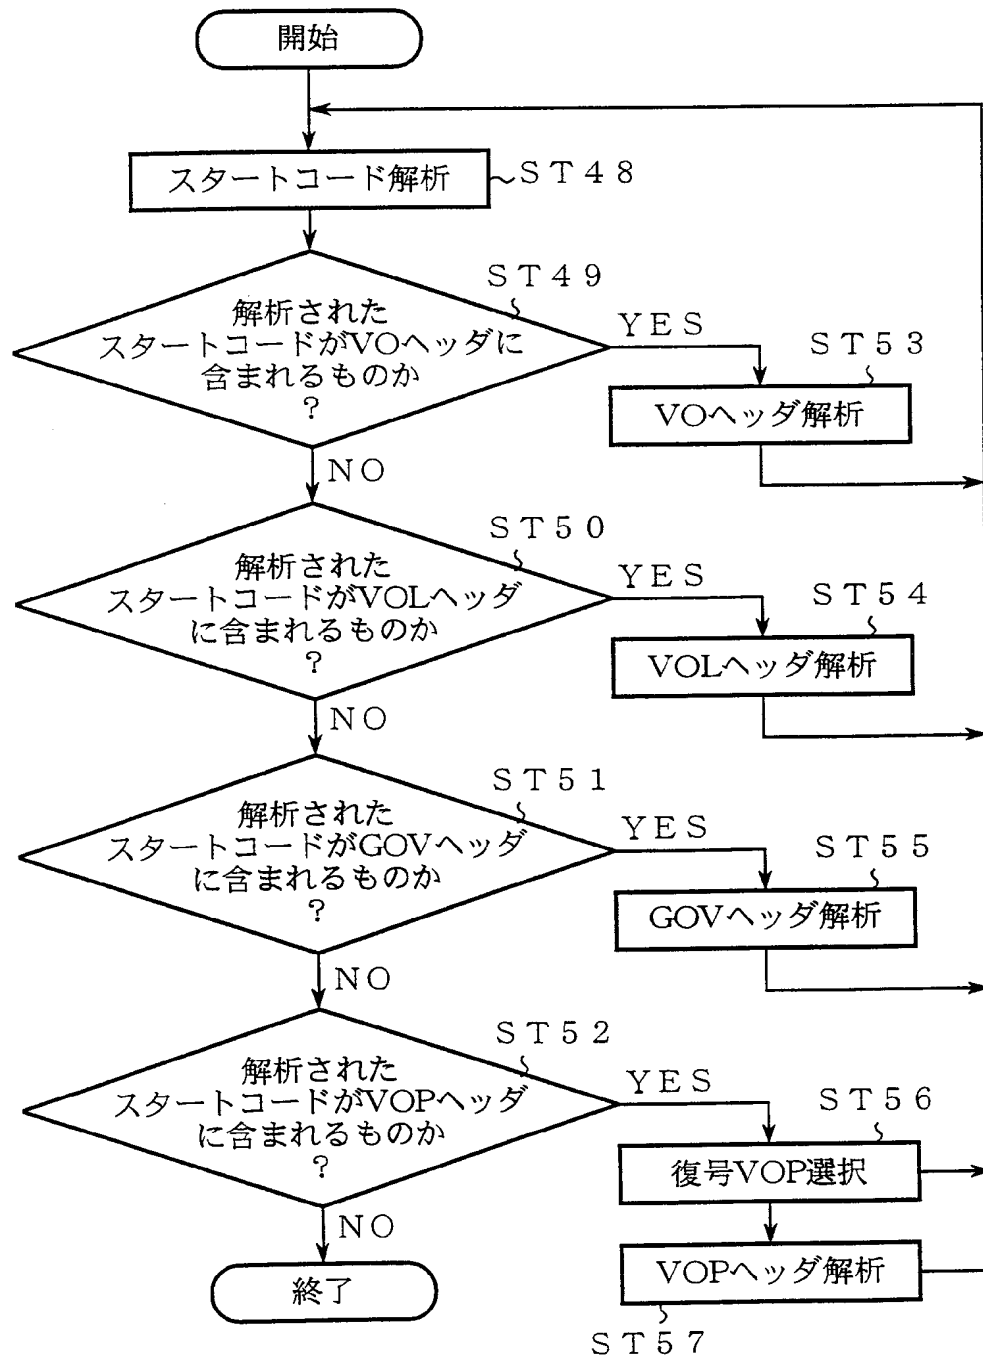 開始
スタートコード解析
ST48
ST49
解析された
スタートコードがVOヘッダに
含まれるものか
?
YES
ST53
VOヘッダ解析
NO
ST50
解析された
スタートコードがVOLヘッダ
に含まれるものか
?
YES
ST54
VOLヘッダ解析
NO
ST51
解析された
スタートコードがGOVヘッダ
に含まれるものか
?
YES
ST55
GOVヘッダ解析
NO
ST52
解析された
スタートコードがVOPヘッダ
に含まれるものか
?
YES
ST56
復号VOP選択
NO
VOPヘッダ解析
終了
ST57